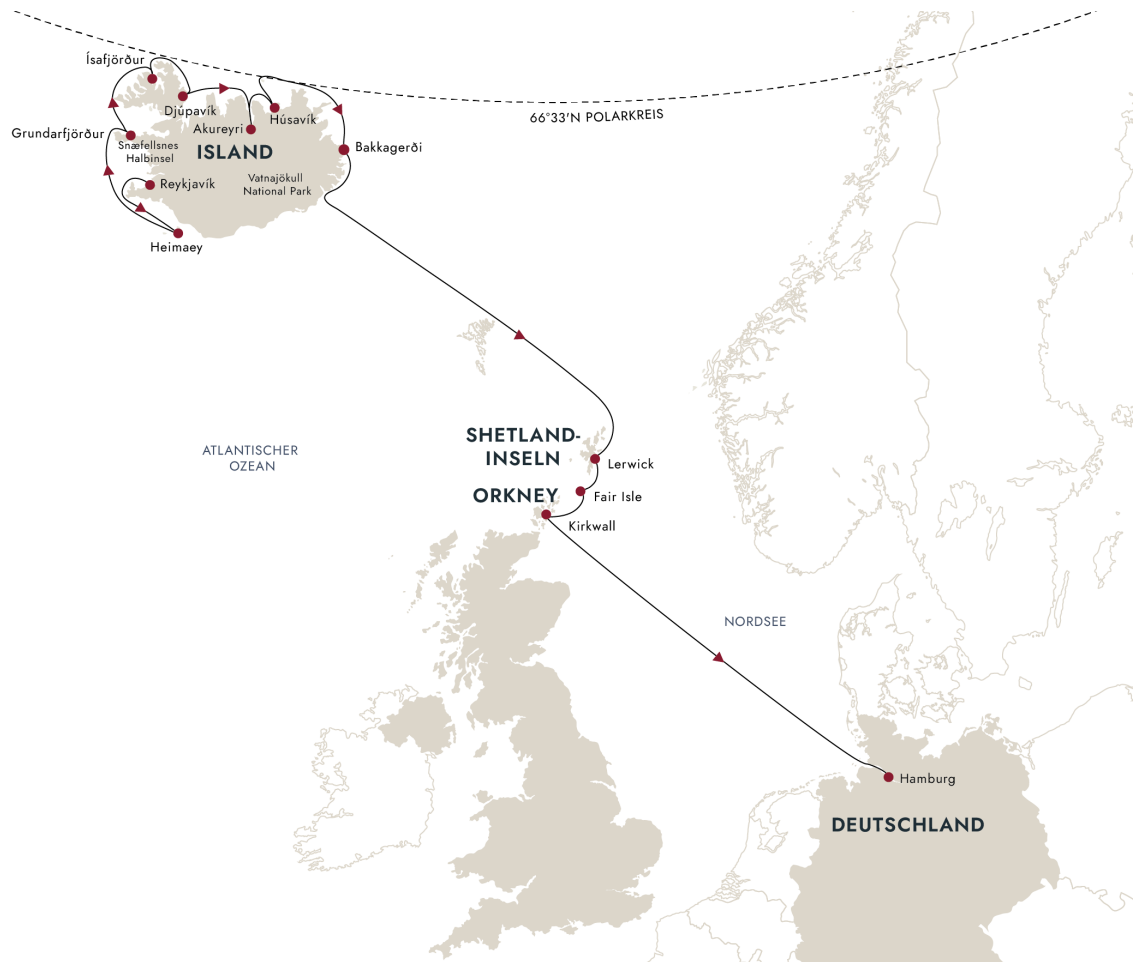 Ísafjörður
Djúpavík
66°33'N POLARKREIS
Húsavík
Akureyri
Grundarfjörður
Snæfellsnes
Halbinsel
ISLAND
Bakkagerði
Vatnajökull
National Park
Reykjavík
Heimaey
SHETLAND-
INSELN
ATLANTISCHER
OZEAN
Lerwick
ORKNEY
Fair Isle
Kirkwall
NORDSEE
Hamburg
DEUTSCHLAND